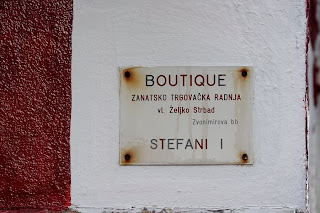 BOUTIQUE
ZANATSKO TRGOVAČKA RADNJA
vl. Željko Strbad
Zvonimirova bb
STEFANI I